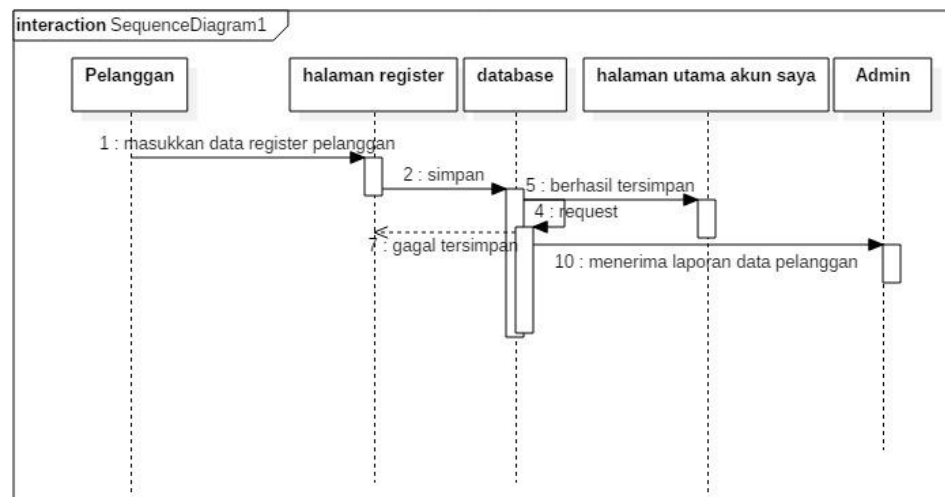 interaction SequenceDiagram1
Pelanggan
halaman register
database
halaman utama akun saya
Admin
1 : masukkan data register pelanggan
2 : simpan
5 : berhasil tersimpan
4 : request
7 : gagal tersimpan
10 : menerima laporan data pelanggan